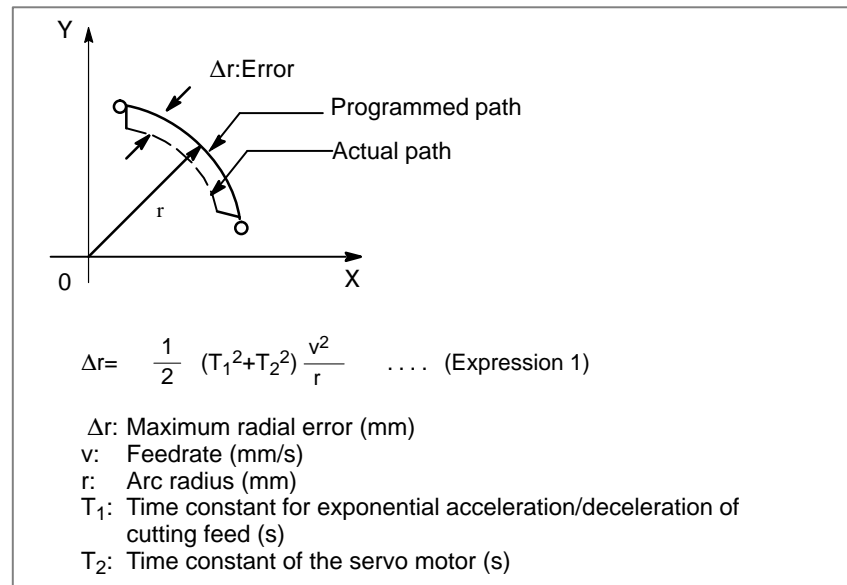 Y
Δr:Error
Programmed path
Actual path
r
0
X
Δr= 1/2 (T₁²+T₂²) v²/r .... (Expression 1)
Δr: Maximum radial error (mm)
v: Feedrate (mm/s)
r: Arc radius (mm)
T₁: Time constant for exponential acceleration/deceleration of
cutting feed (s)
T₂: Time constant of the servo motor (s)